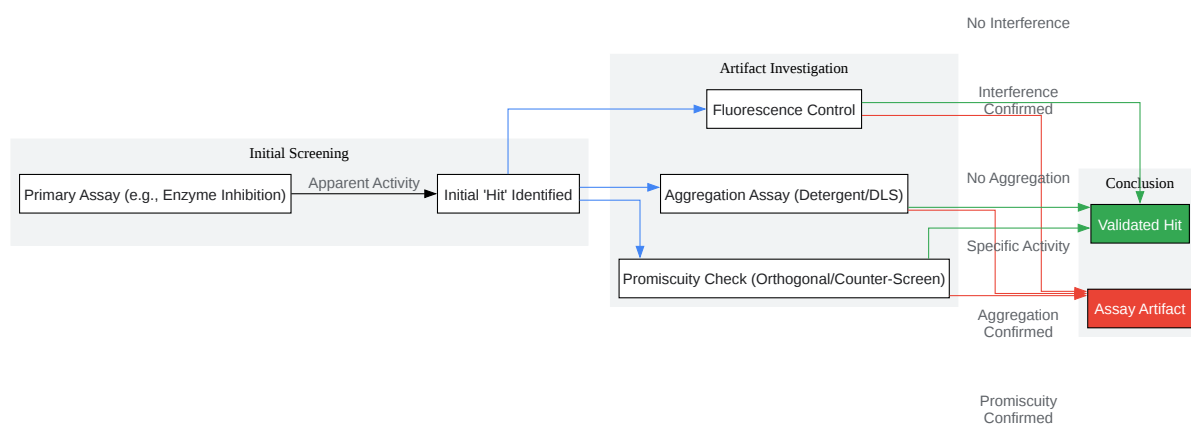 No Interference
Artifact Investigation
Interference
Confirmed
Fluorescence Control
Initial Screening
Primary Assay (e.g., Enzyme Inhibition)
Apparent Activity
Initial 'Hit' Identified
Aggregation Assay (Detergent/DLS)
No Aggregation
Conclusion
Validated Hit
Specific Activity
Promiscuity Check (Orthogonal/Counter-Screen)
Aggregation
Confirmed
Assay Artifact
Promiscuity
Confirmed